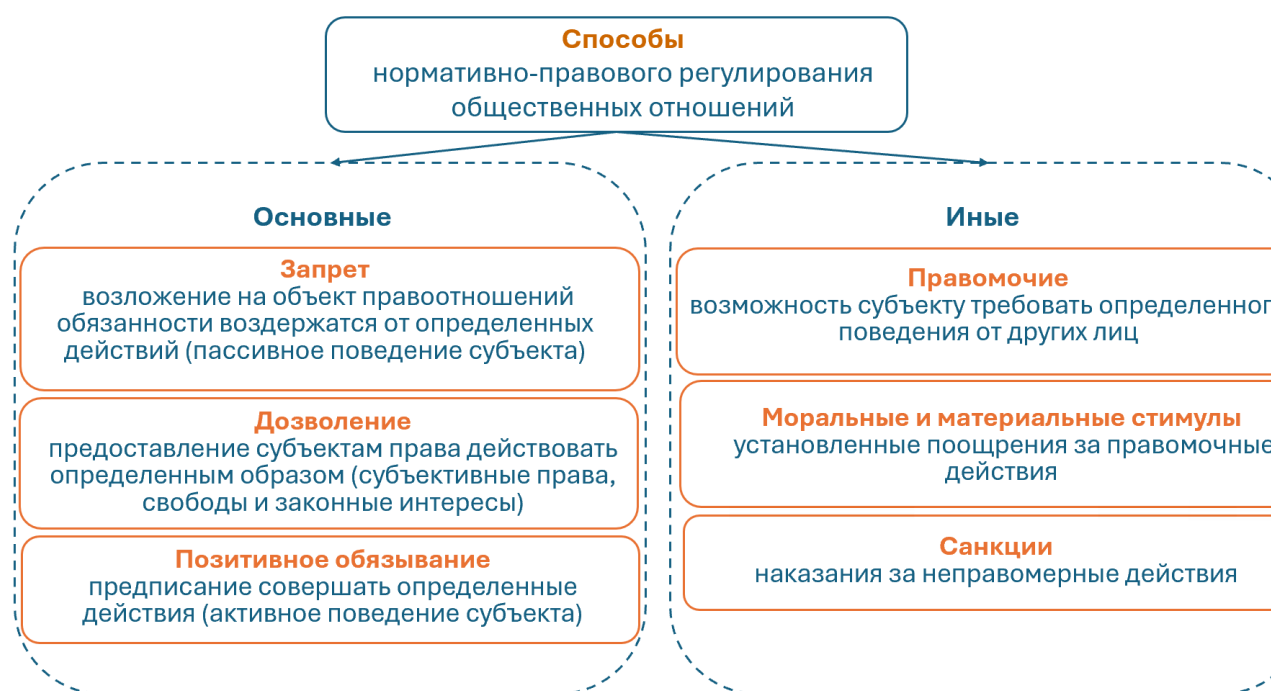 Способы
нормативно-правового регулирования
общественных отношений
Основные
Запрет
возложение на объект правоотношений
обязанности воздержатся от определенных
действий (пассивное поведение субъекта)
Дозволение
предоставление субъектам права действовать
определенным образом (субъективные права,
свободы и законные интересы)
Позитивное обязывание
предписание совершать определенные
действия (активное поведение субъекта)
Иные
Правомочие
возможность субъекту требовать
поведения от других лиц
Моральные и материальные стимулы
установленные поощрения за правомочные
действия
Санкции
наказания за неправомерные действия